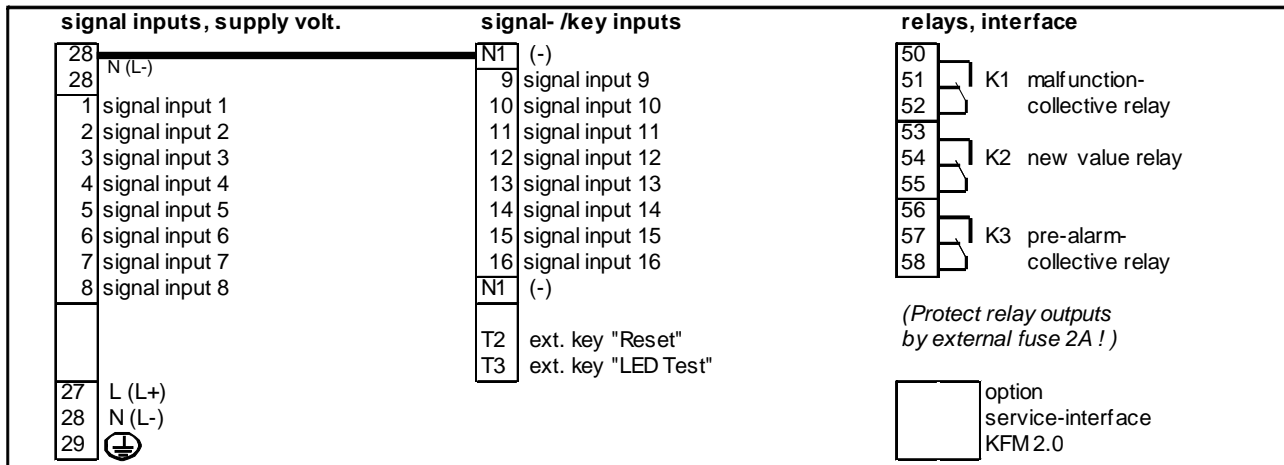 signal inputs, supply volt.
28
N (L-)
28
1 signal input 1
2 signal input 2
3 signal input 3
4 signal input 4
5 signal input 5
6 signal input 6
7 signal input 7
8 signal input 8
27 L (L+)
28 N (L-)
29
signal- /key inputs
N1 (-)
9 signal input 9
10 signal input 10
11 signal input 11
12 signal input 12
13 signal input 13
14 signal input 14
15 signal input 15
16 signal input 16
N1 (-)
T2 ext. key "Reset"
T3 ext. key "LED Test"
relays, interface
50
51 K1 malfunction-
52 collective relay
53
54 K2 new value relay
55
56
57 K3 pre-alarm-
58 collective relay
(Protect relay outputs
by external fuse 2A ! )
option
service-interface
KFM 2.0